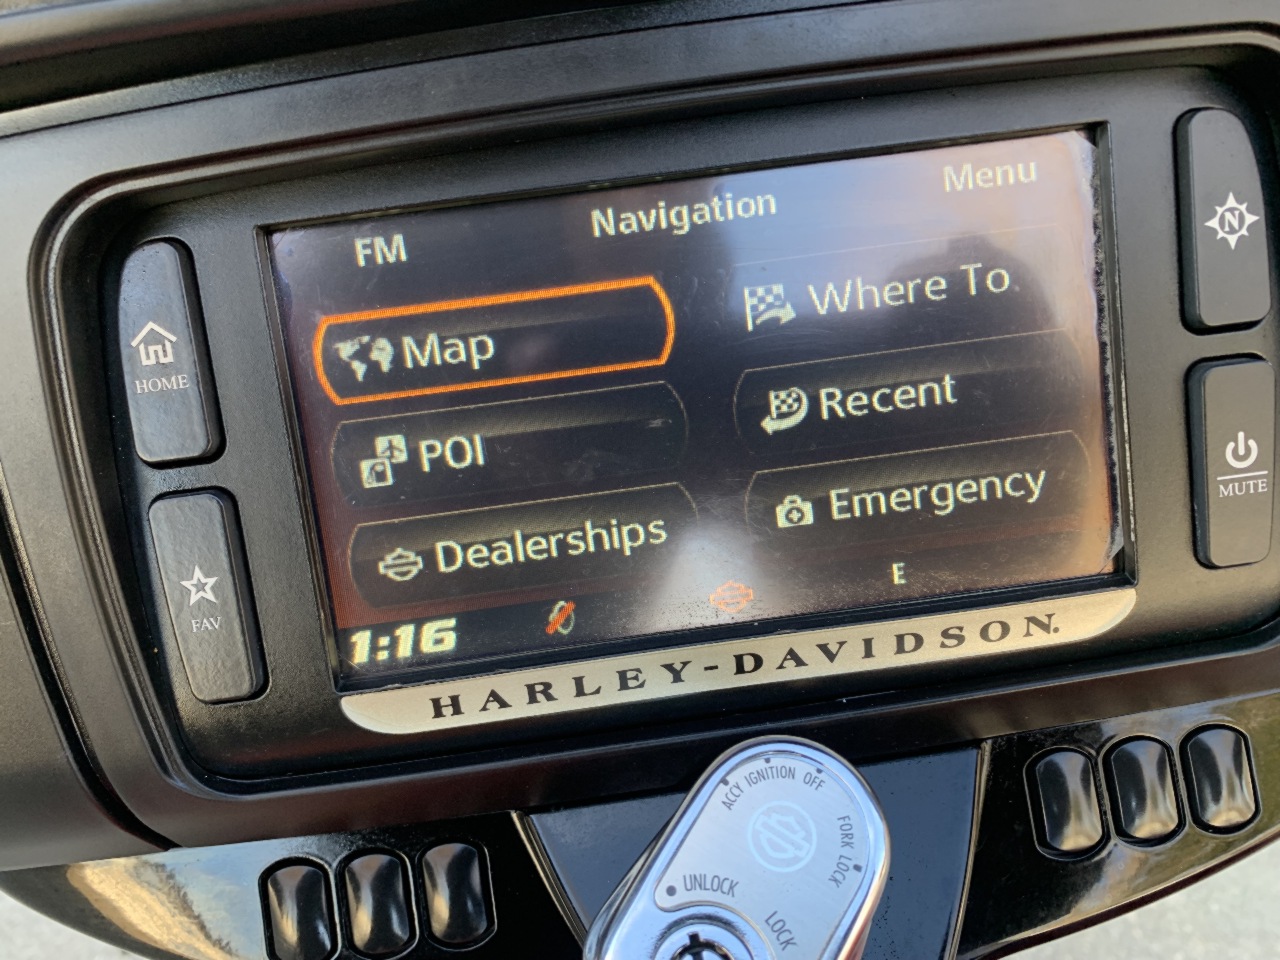 FM
Navigation
Menu
Map
Where To
POI
Recent
Dealerships
Emergency
1:16
E
HARLEY-DAVIDSON.
HOME
FAV
N
MUTE
ACCY IGNITION OFF
FORK LOCK
UNLOCK
LOCK